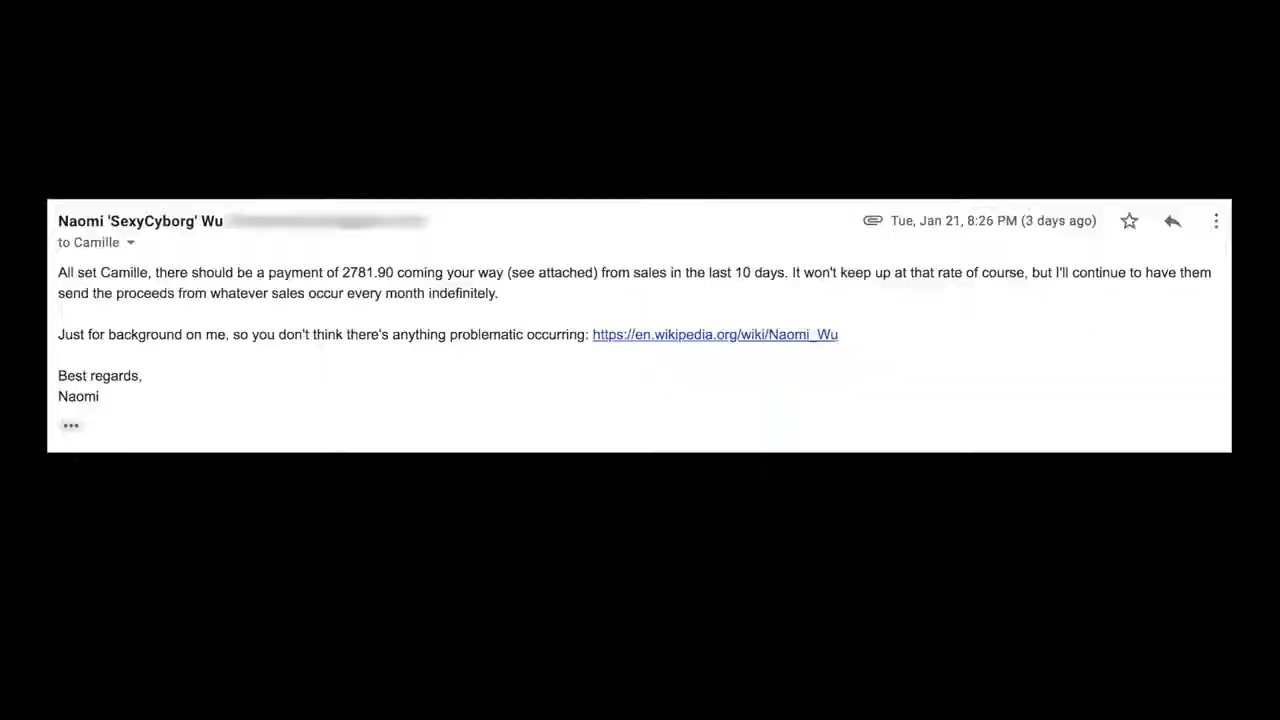 Naomi 'SexyCyborg' Wu
Tue, Jan 21, 8:26 PM (3 days ago)
to Camille
All set Camille, there should be a payment of 2781.90 coming your way (see attached) from sales in the last 10 days. It won't keep up at that rate of course, but I'll continue to have them
send the proceeds from whatever sales occur every month indefinitely.
Just for background on me, so you don't think there's anything problematic occurring: https://en.wikipedia.org/wiki/Naomi_Wu
Best regards,
Naomi